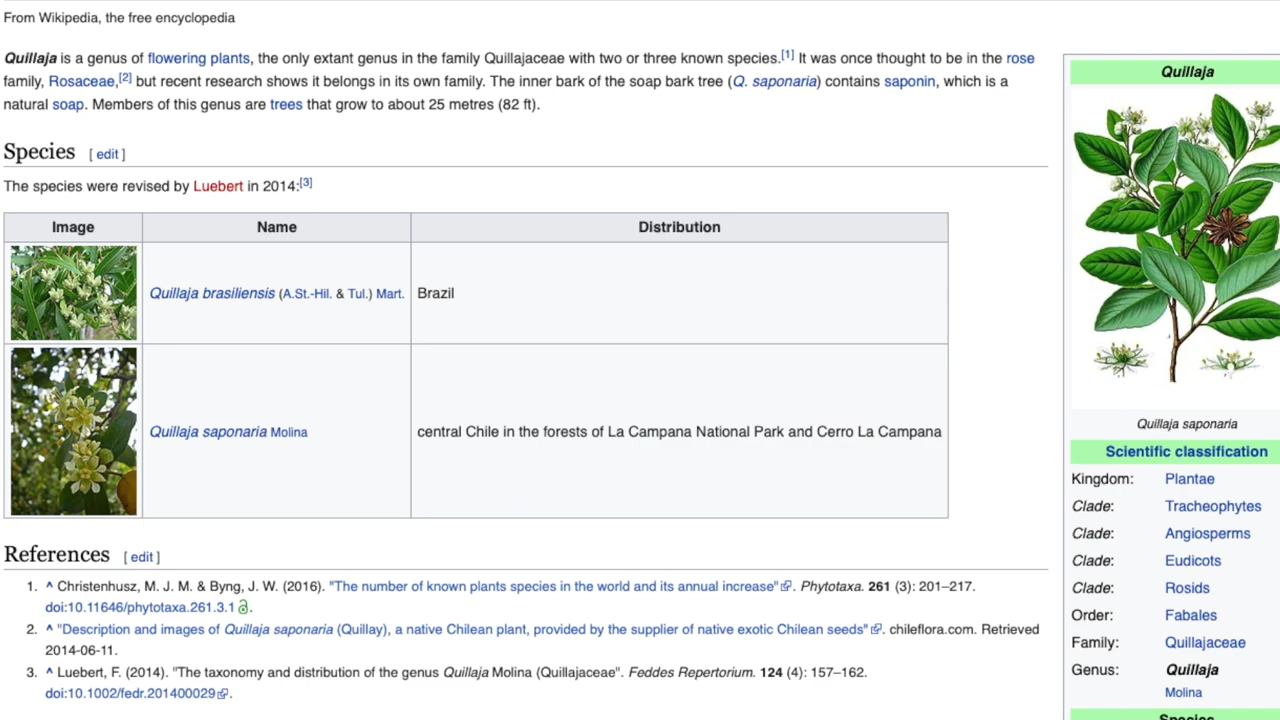 From Wikipedia, the free encyclopedia
Quillaja is a genus of flowering plants, the only extant genus in the family Quillajaceae with two or three known species.[1] It was once thought to be in the rose
family, Rosaceae,[2] but recent research shows it belongs in its own family. The inner bark of the soap bark tree (Q. saponaria) contains saponin, which is a
natural soap. Members of this genus are trees that grow to about 25 metres (82 ft).
Species [ edit ]
The species were revised by Luebert in 2014:[3]
Image Name Distribution
Quillaja brasiliensis (A.St.-Hil. & Tul.) Mart. Brazil
Quillaja saponaria Molina central Chile in the forests of La Campana National Park and Cerro La Campana
References [ edit ]
1. ^ Christenhusz, M. J. M. & Byng, J. W. (2016). "The number of known plants species in the world and its annual increase". Phytotaxa. 261 (3): 201–217.
doi:10.11646/phytotaxa.261.3.1.
2. ^ "Description and images of Quillaja saponaria (Quillay), a native Chilean plant, provided by the supplier of native exotic Chilean seeds". chileflora.com. Retrieved
2014-06-11.
3. ^ Luebert, F. (2014). "The taxonomy and distribution of the genus Quillaja Molina (Quillajaceae". Feddes Repertorium. 124 (4): 157–162.
doi:10.1002/fedr.201400029.
Quillaja
Quillaja saponaria
Scientific classification
Kingdom: Plantae
Clade: Tracheophytes
Clade: Angiosperms
Clade: Eudicots
Clade: Rosids
Order: Fabales
Family: Quillajaceae
Genus: Quillaja
Molina
Species